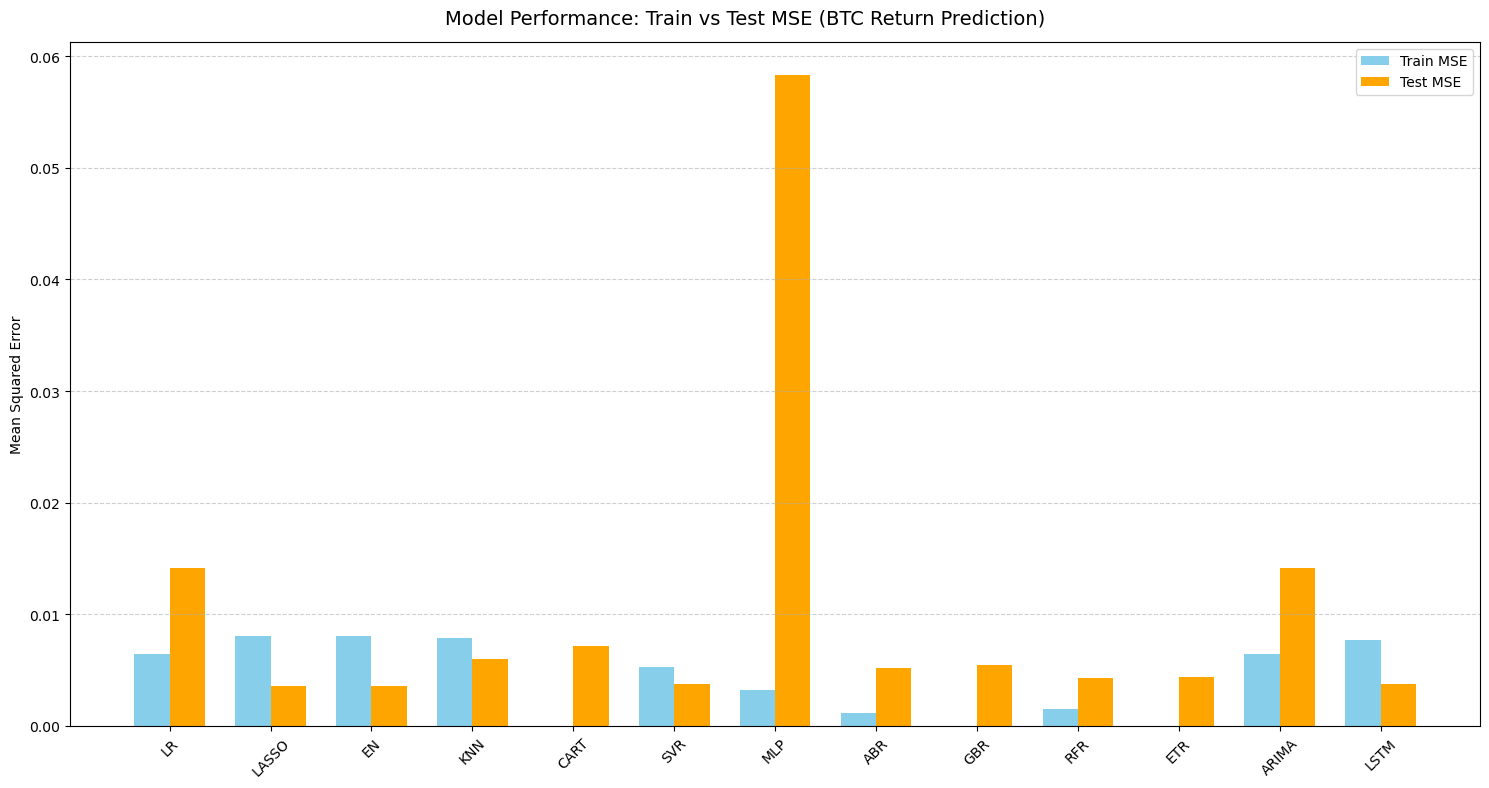 Model Performance: Train vs Test MSE (BTC Return Prediction)
Train MSE
Test MSE
Mean Squared Error
0.06
0.05
0.04
0.03
0.02
0.01
0.00
LR
LASSO
EN
KNN
CART
SVR
MLP
ABR
GBR
RFR
ETR
ARIMA
LSTM